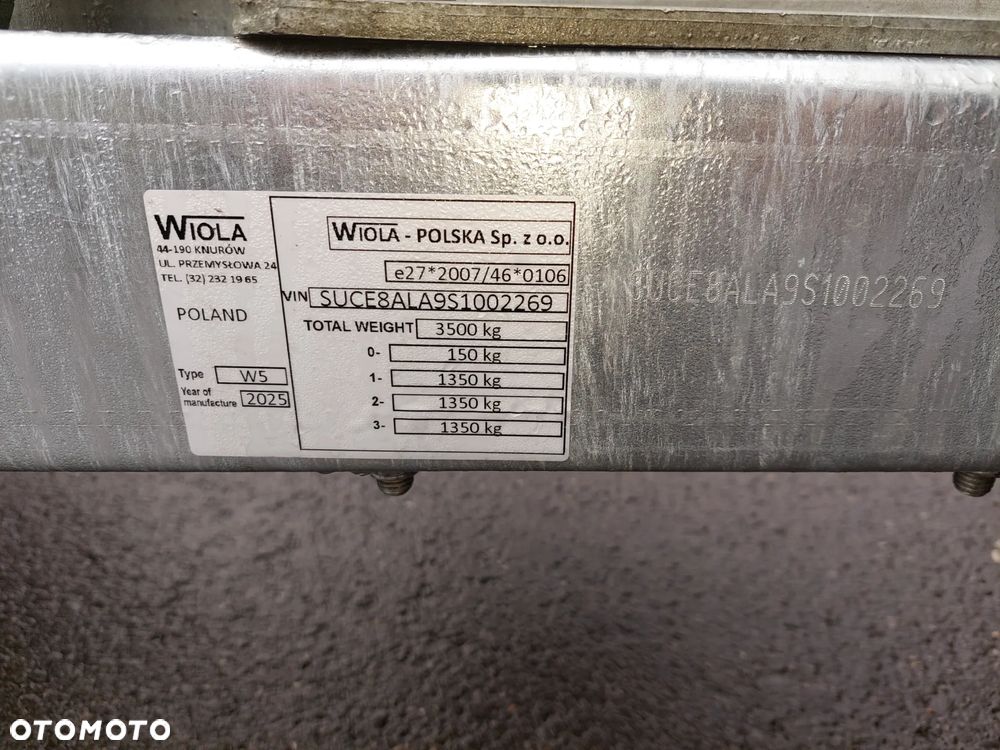 WIOLA
44-190 KNURÓW
UL. PRZEMYSŁOWA 24
TEL. (32) 232 19 65
POLAND
Type W5
Year of
manufacture 2025
WIOLA - POLSKA Sp. z o.o.
e27*2007/46*0106
VIN SUCE8ALA9S1002269
TOTAL WEIGHT 3500 kg
0- 150 kg
1- 1350 kg
2- 1350 kg
3- 1350 kg
SUCE8ALA9S1002269
OTOMOTO